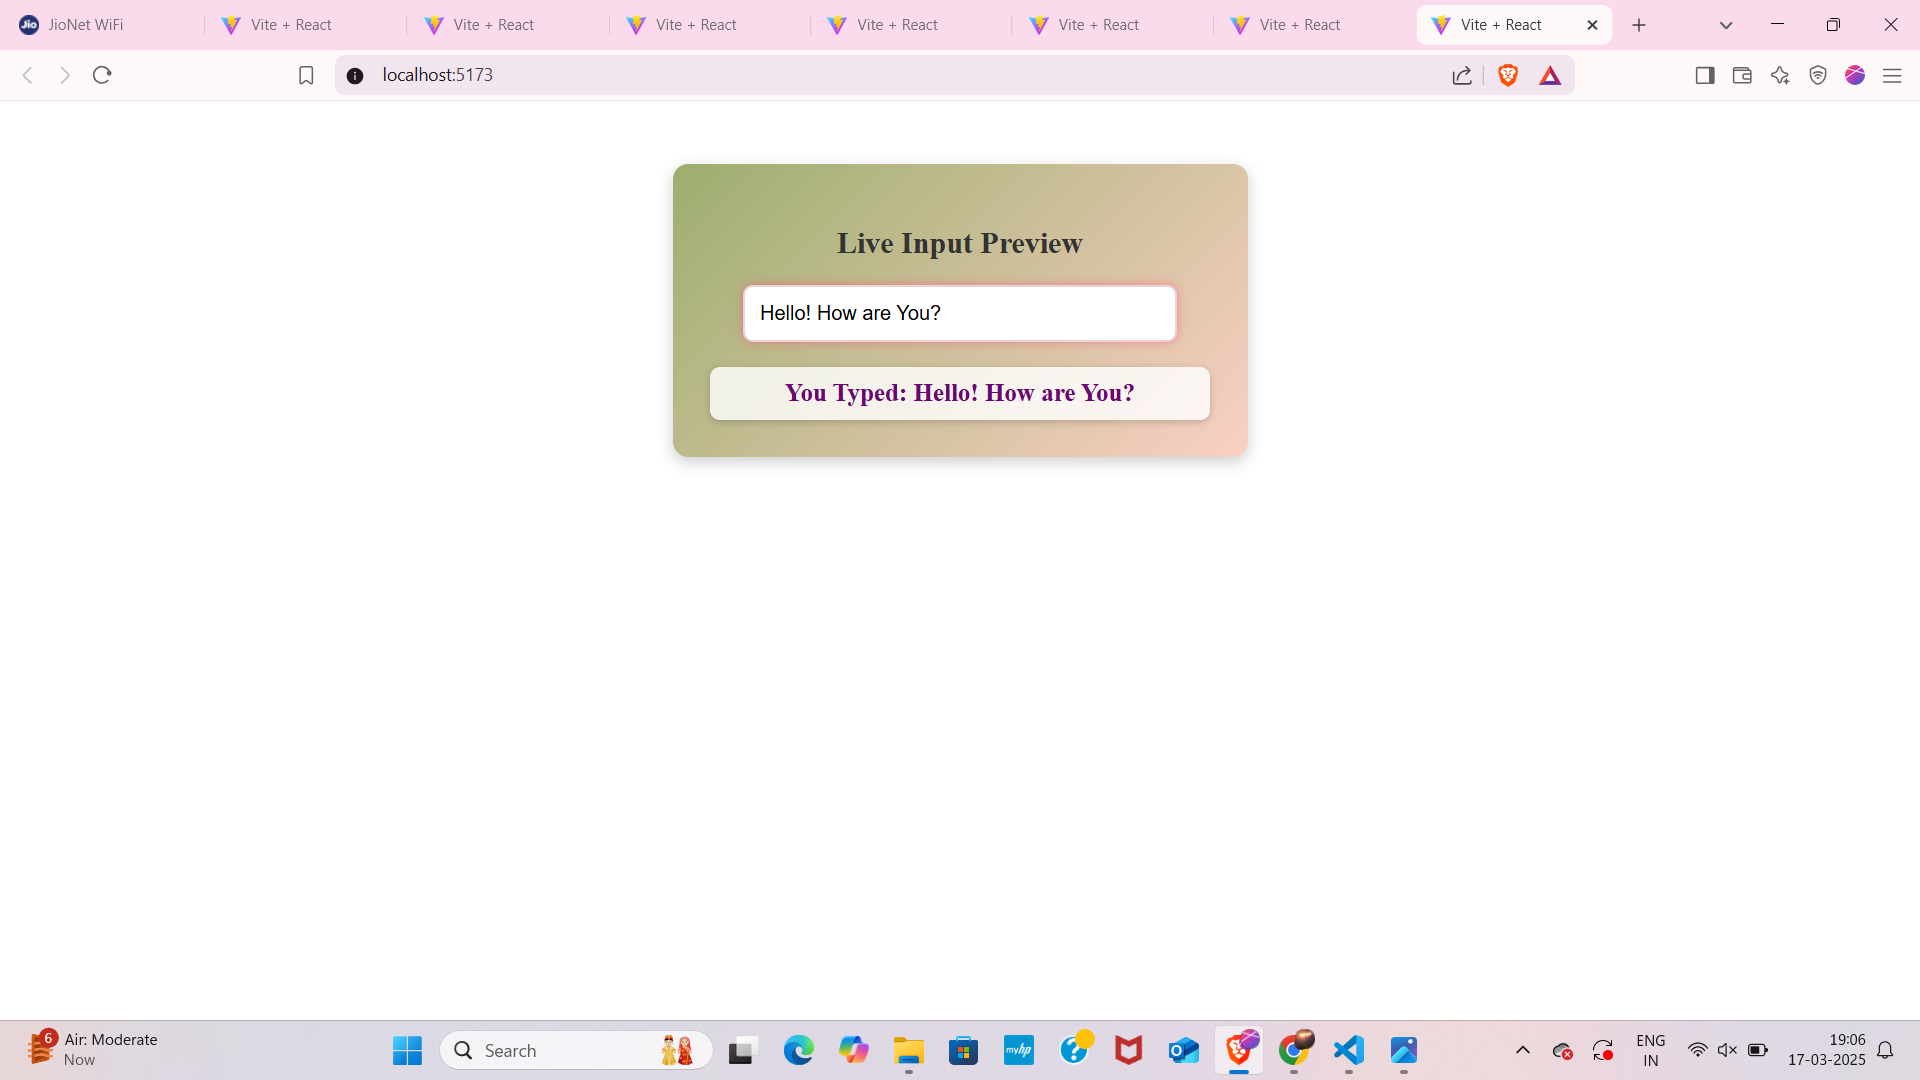 JioNet WiFi
Vite + React
Vite + React
Vite + React
Vite + React
Vite + React
Vite + React
Vite + React
localhost:5173
Live Input Preview
Hello! How are You?
You Typed: Hello! How are You?
6
Air: Moderate
Now
Search
myhp
ENG
IN
19:06
17-03-2025